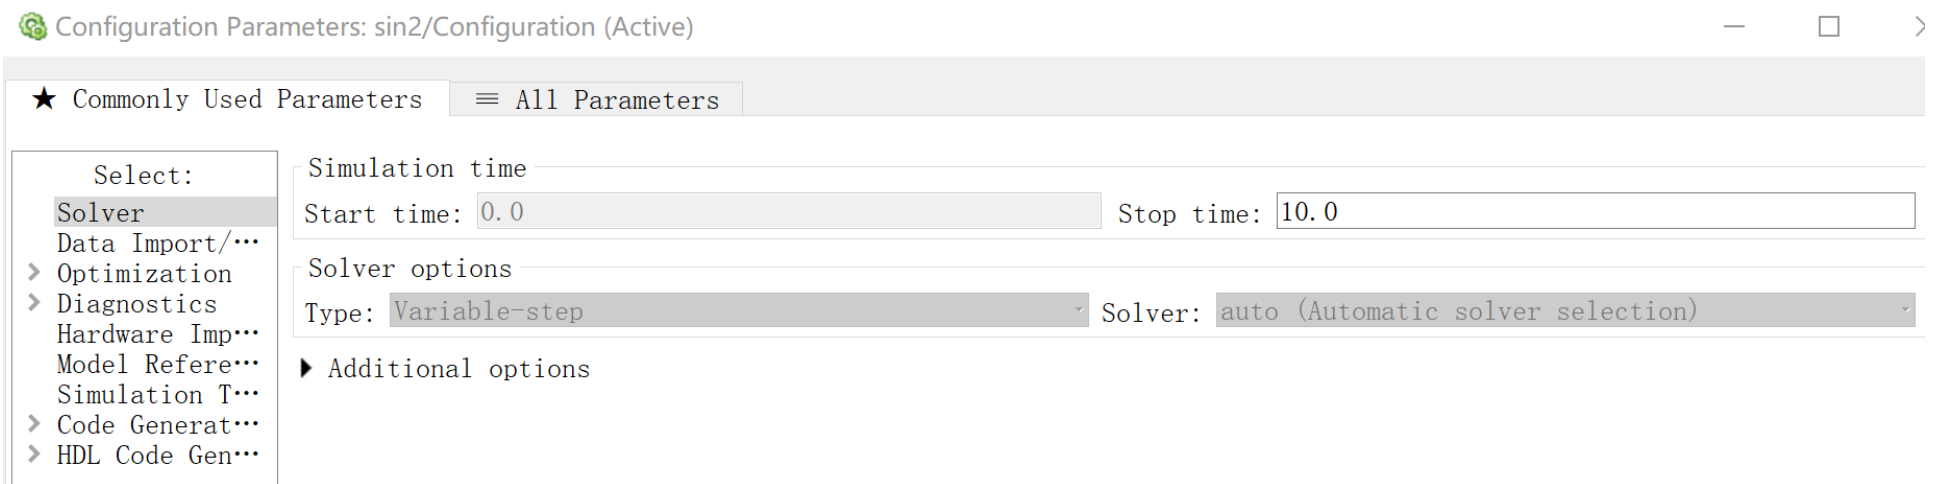 Configuration Parameters: sin2/Configuration (Active)
★ Commonly Used Parameters
≡ All Parameters
Select:
Solver
Data Import/⋯
Optimization
Diagnostics
Hardware Imp⋯
Model Refere⋯
Simulation T⋯
Code Generat⋯
HDL Code Gen⋯
Simulation time
Start time: 0.0
Stop time: 10.0
Solver options
Type: Variable-step
Solver: auto (Automatic solver selection)
Additional options